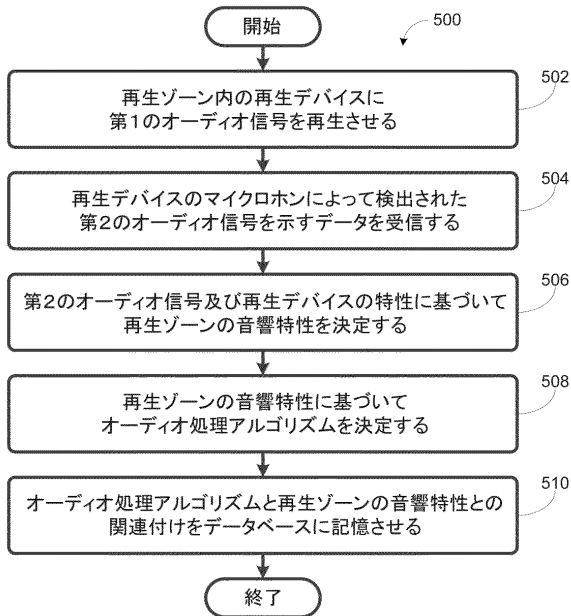 開始
500
再生ゾーン内の再生デバイスに
第1のオーディオ信号を再生させる
502
再生デバイスのマイクロホンによって検出された
第2のオーディオ信号を示すデータを受信する
504
第2のオーディオ信号及び再生デバイスの特性に基づいて
再生ゾーンの音響特性を決定する
506
再生ゾーンの音響特性に基づいて
オーディオ処理アルゴリズムを決定する
508
オーディオ処理アルゴリズムと再生ゾーンの音響特性との
関連付けをデータベースに記憶させる
510
終了